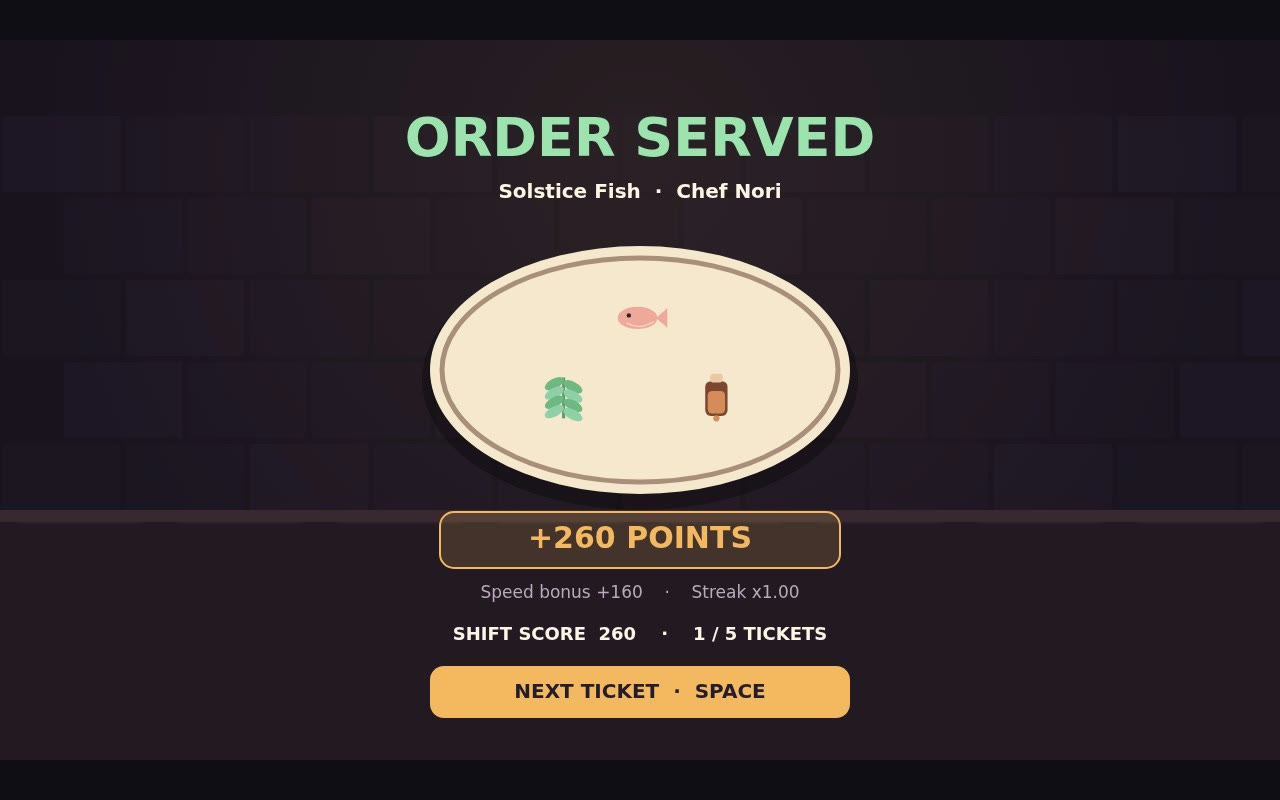 ORDER SERVED
Solstice Fish · Chef Nori
+260 POINTS
Speed bonus +160 · Streak x1.00
SHIFT SCORE 260 · 1 / 5 TICKETS
NEXT TICKET · SPACE